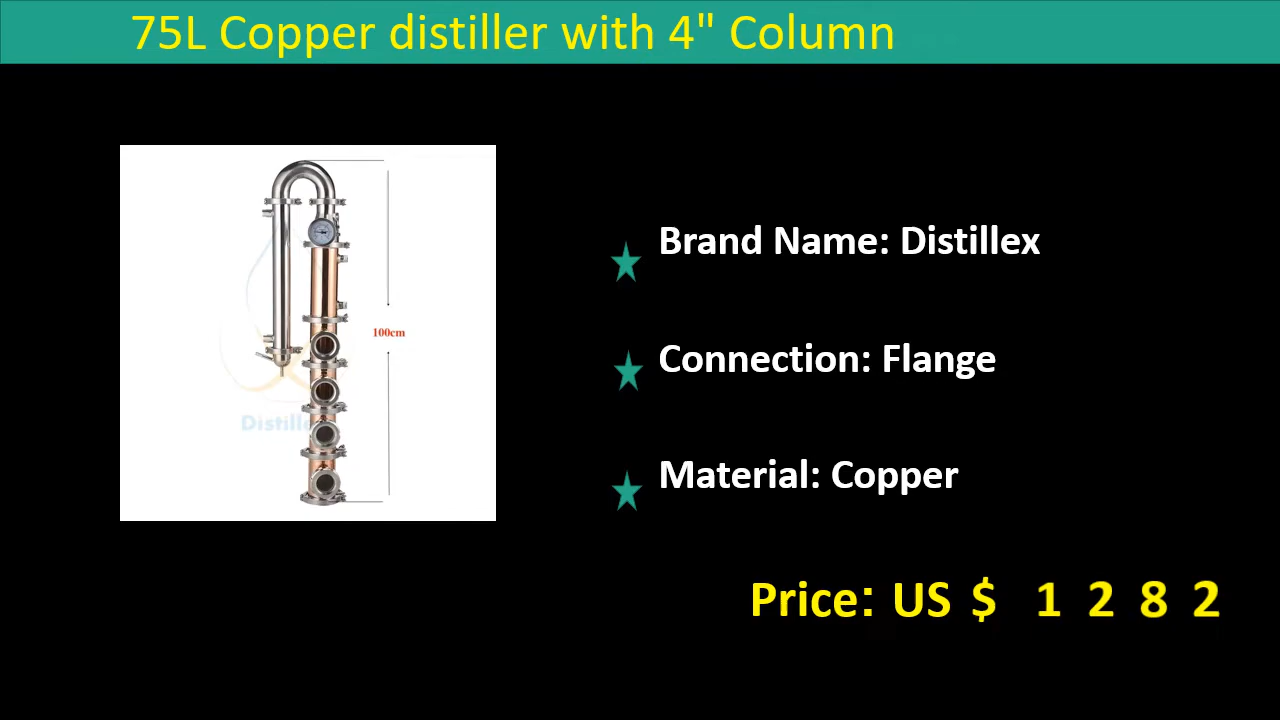 75L Copper distiller with 4" Column
Brand Name: Distillex
100cm
Connection: Flange
Material: Copper
Price: US $ 1 2 8 2